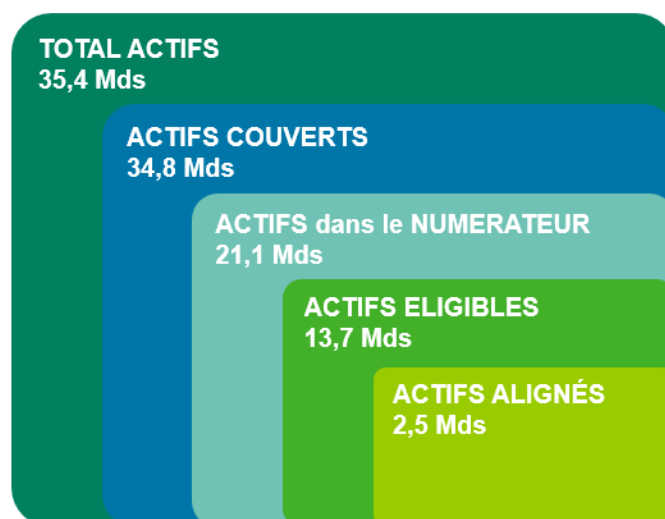 TOTAL ACTIFS
35,4 Mds
ACTIFS COUVERTS
34,8 Mds
ACTIFS dans le NUMERATEUR
21,1 Mds
ACTIFS ELIGIBLES
13,7 Mds
ACTIFS ALIGNÉS
2,5 Mds